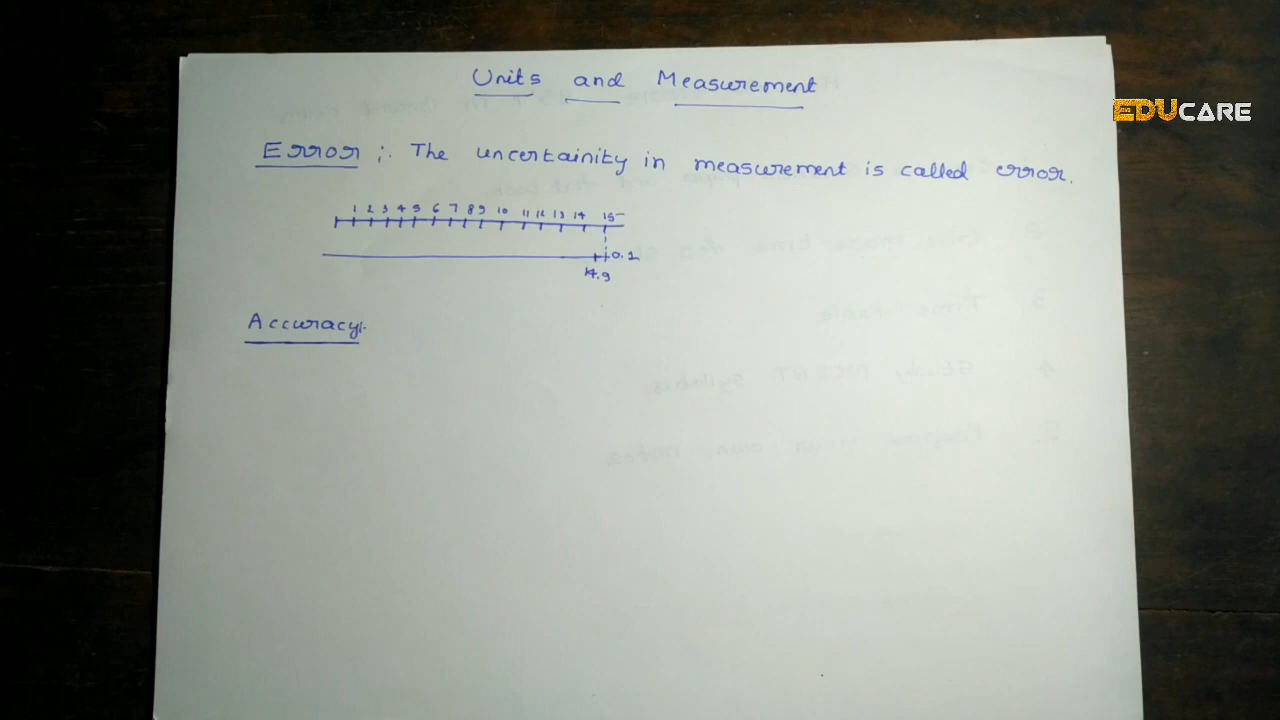 Units and Measurement
EDUCARE
Error :. The uncertainity in measurement is called error.
1 2 3 4 5 6 7 8 9 10 11 12 13 14 15
0.1
14.9
Accuracy:.